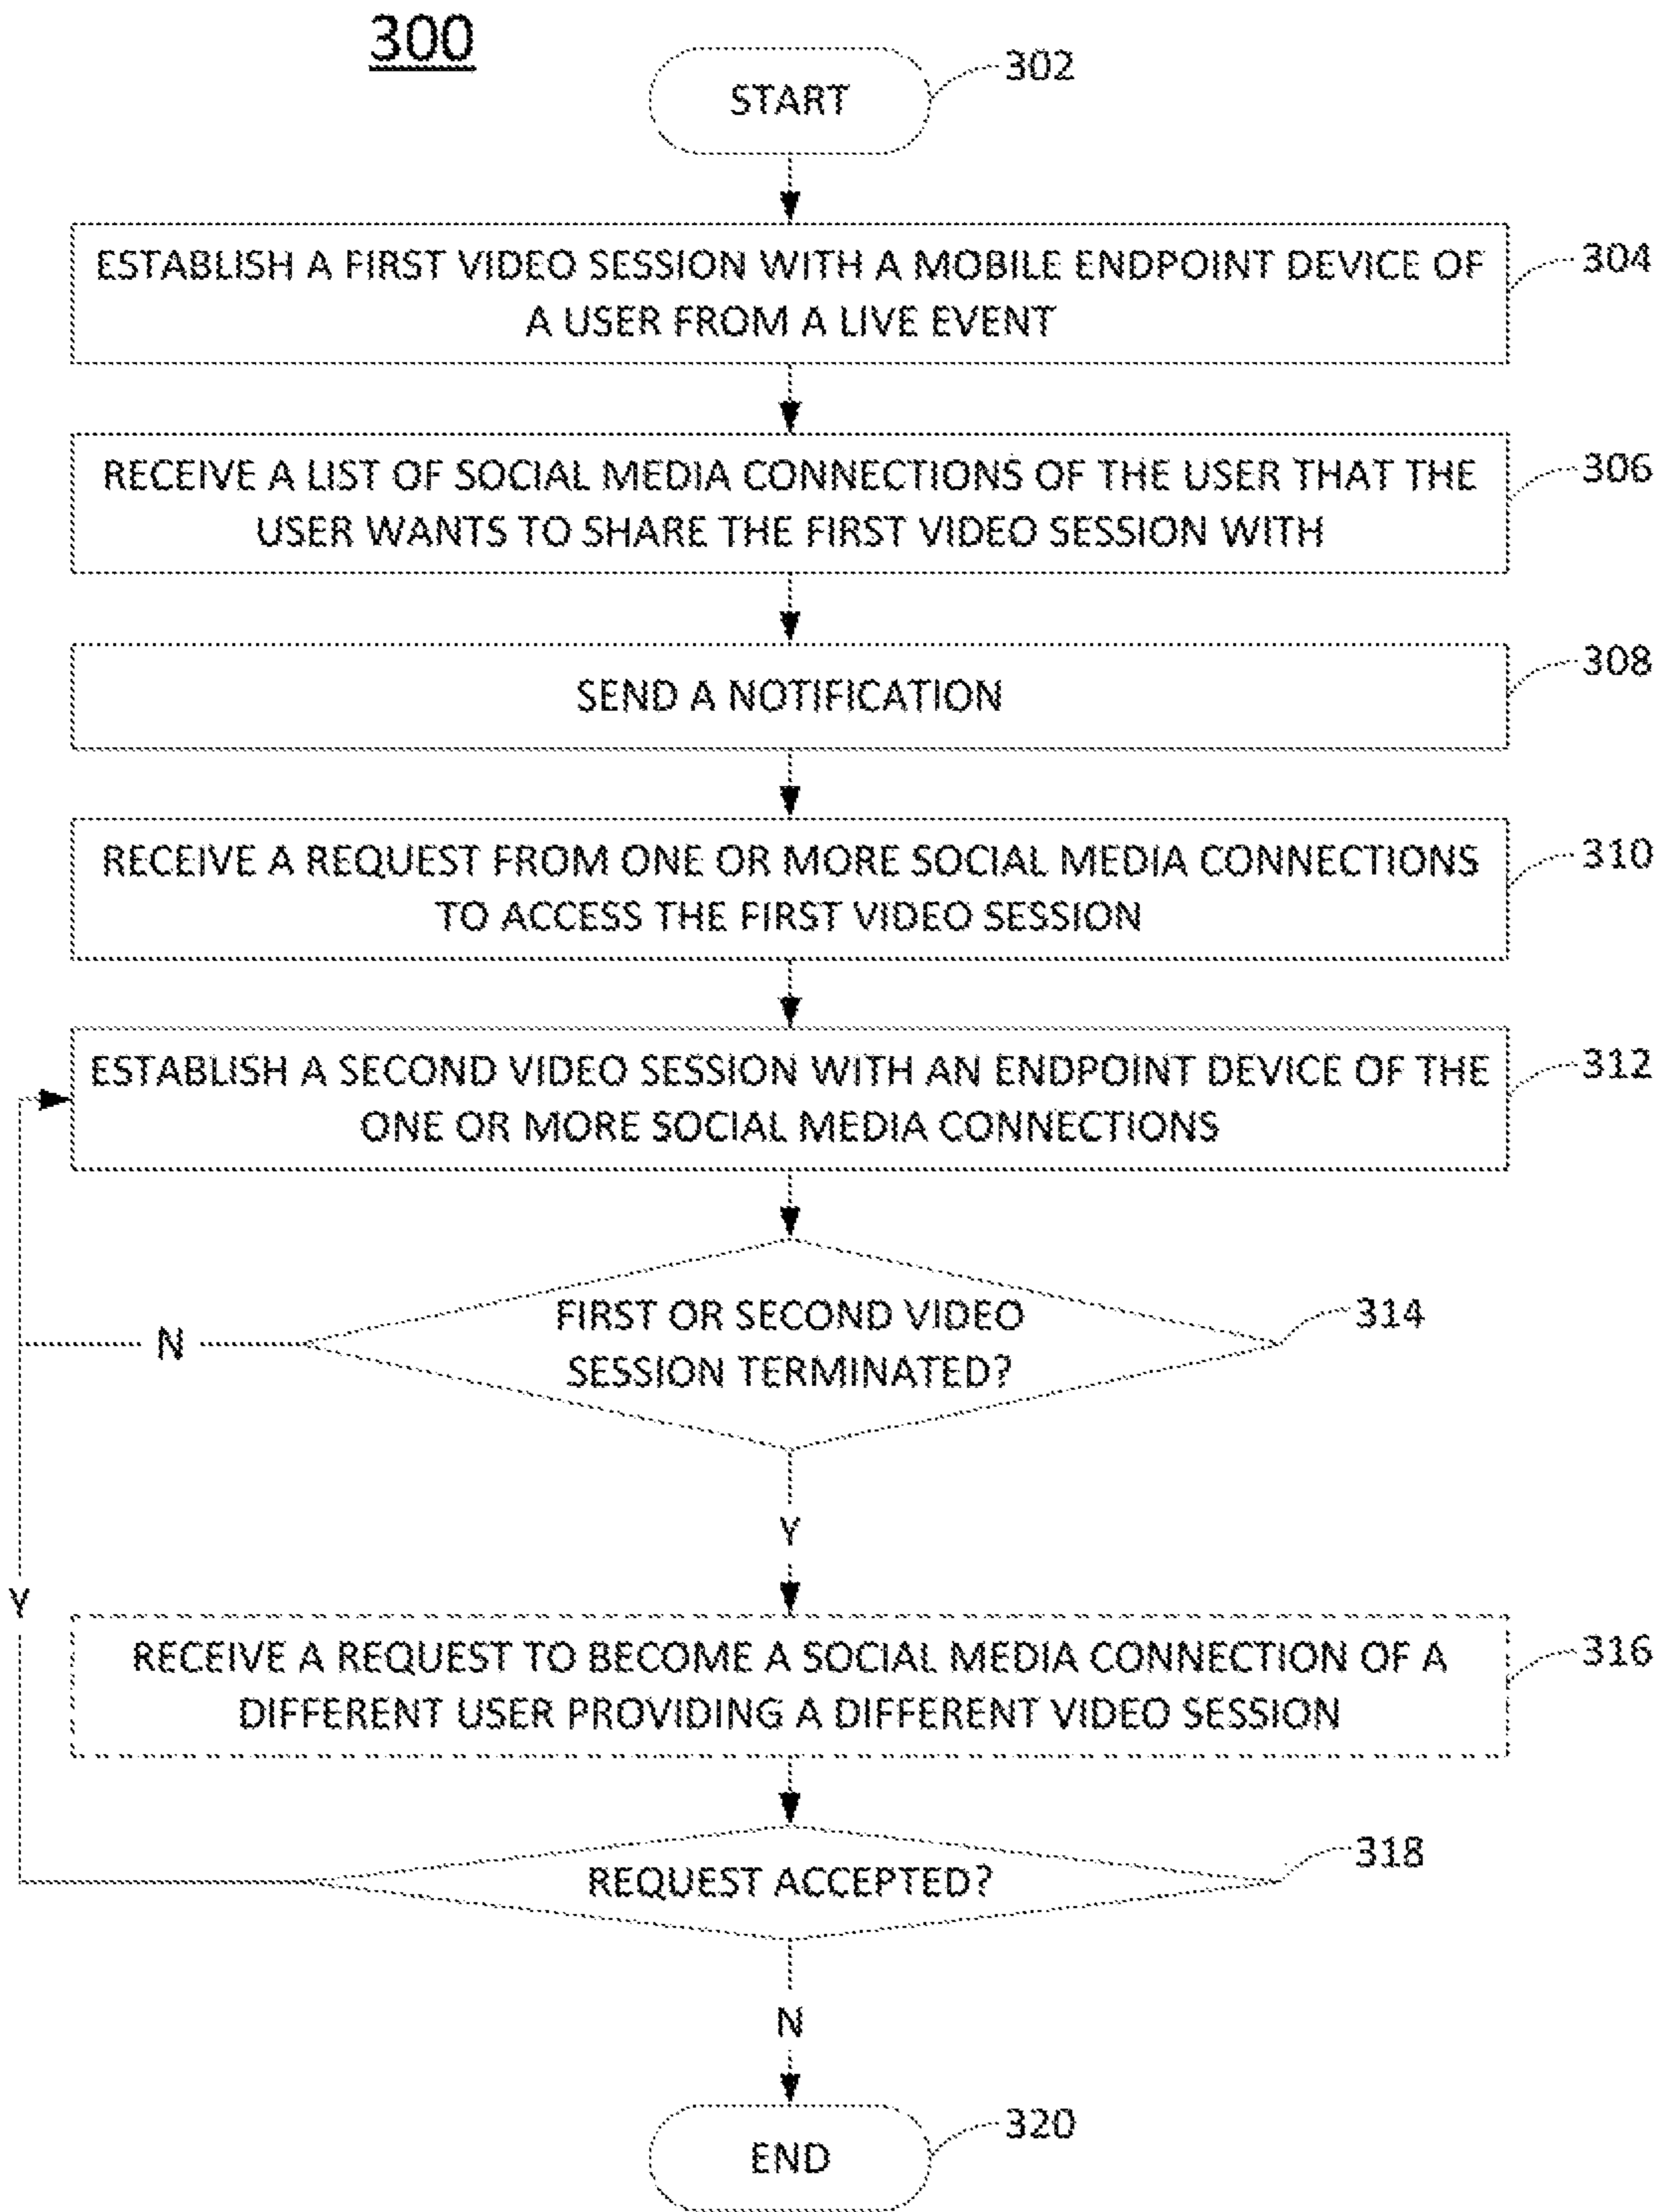 300
START
302
ESTABLISH A FIRST VIDEO SESSION WITH A MOBILE ENDPOINT DEVICE OF
A USER FROM A LIVE EVENT
304
RECEIVE A LIST OF SOCIAL MEDIA CONNECTIONS OF THE USER THAT THE
USER WANTS TO SHARE THE FIRST VIDEO SESSION WITH
306
SEND A NOTIFICATION
308
RECEIVE A REQUEST FROM ONE OR MORE SOCIAL MEDIA CONNECTIONS
TO ACCESS THE FIRST VIDEO SESSION
310
ESTABLISH A SECOND VIDEO SESSION WITH AN ENDPOINT DEVICE OF THE
ONE OR MORE SOCIAL MEDIA CONNECTIONS
312
FIRST OR SECOND VIDEO
SESSION TERMINATED?
314
N
Y
Y
RECEIVE A REQUEST TO BECOME A SOCIAL MEDIA CONNECTION OF A
DIFFERENT USER PROVIDING A DIFFERENT VIDEO SESSION
316
REQUEST ACCEPTED?
318
N
END
320